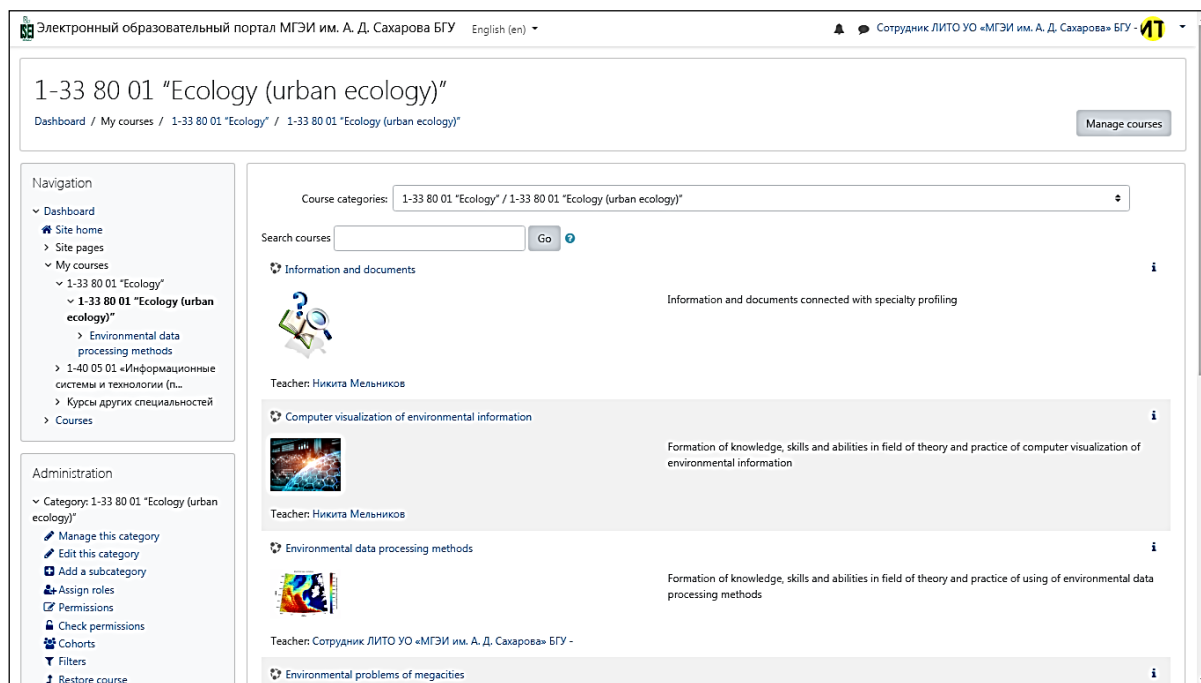 Электронный образовательный портал МГЭИ им. А. Д. Сахарова БГУ English (en)
Сотрудник ЛИТО УО «МГЭИ им. А. Д. Сахарова» БГУ - ЛТ
1-33 80 01 “Ecology (urban ecology)”
Dashboard / My courses / 1-33 80 01 "Ecology" / 1-33 80 01 "Ecology (urban ecology)"
Manage courses
Navigation
Dashboard
Site home
Site pages
My courses
1-33 80 01 "Ecology"
1-33 80 01 "Ecology (urban
ecology)"
Environmental data
processing methods
1-40 05 01 «Информационные
системы и технологии (п...
Курсы других специальностей
Courses
Administration
Category: 1-33 80 01 "Ecology (urban
ecology)"
Manage this category
Edit this category
Add a subcategory
Assign roles
Permissions
Check permissions
Cohorts
Filters
Restore course
Course categories: 1-33 80 01 "Ecology" / 1-33 80 01 "Ecology (urban ecology)"
Search courses Go
Information and documents
Information and documents connected with specialty profiling
Teacher: Никита Мельников
Computer visualization of environmental information
Formation of knowledge, skills and abilities in field of theory and practice of computer visualization of
environmental information
Teacher: Никита Мельников
Environmental data processing methods
Formation of knowledge, skills and abilities in field of theory and practice of using of environmental data
processing methods
Teacher: Сотрудник ЛИТО УО «МГЭИ им. А. Д. Сахарова» БГУ -
Environmental problems of megacities